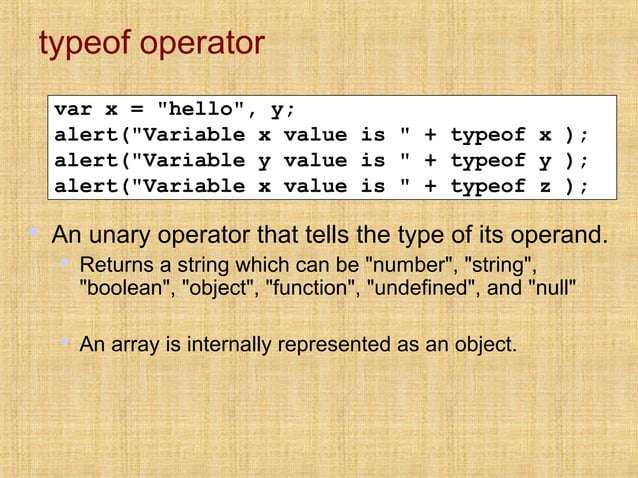 typeof operator
var x = "hello", y;
alert("Variable x value is " + typeof x );
alert("Variable y value is " + typeof y );
alert("Variable x value is " + typeof z );
An unary operator that tells the type of its operand.
Returns a string which can be "number", "string",
"boolean", "object", "function", "undefined", and "null"
An array is internally represented as an object.